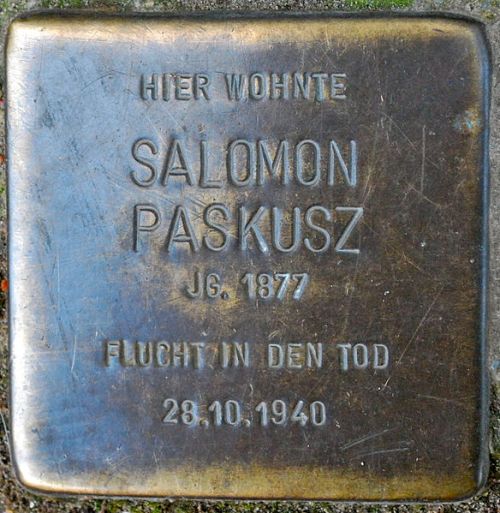 HIER WOHNTE
SALOMON
PASKUSZ
JG. 1877
FLUCHT IN DEN TOD
28.10.1940